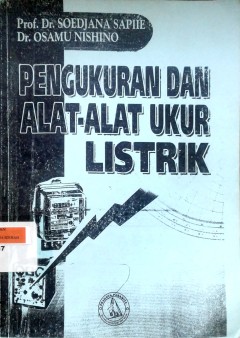 Prof. Dr. SOEDJANA SAPIIE
Dr. OSAMU NISHINO
PENGUKURAN DAN
ALAT-ALAT UKUR
LISTRIK